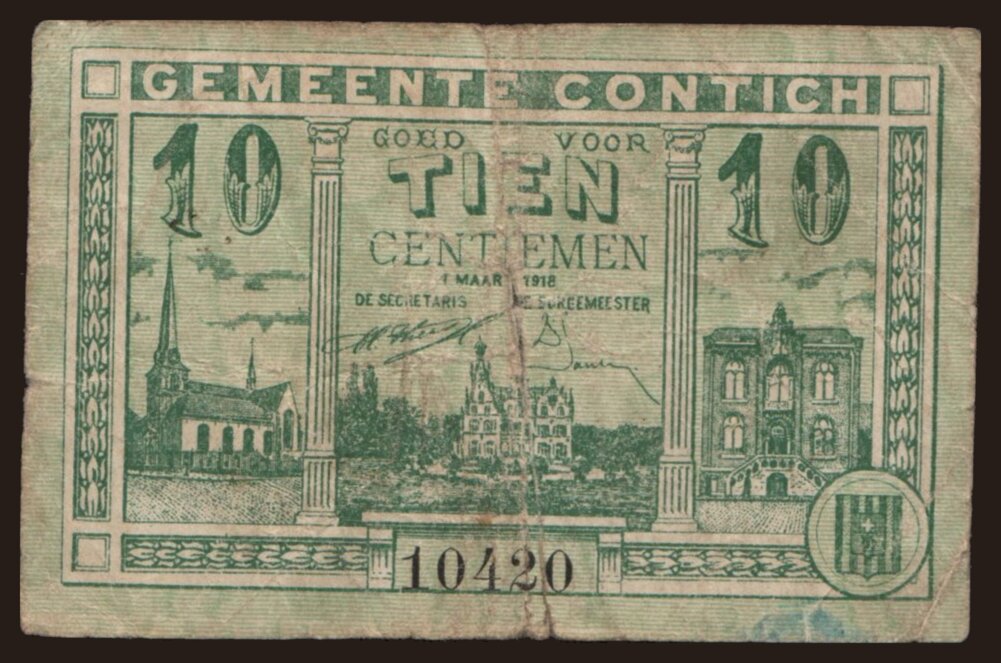 GEMEENTE CONTICH
10 GOED VOOR 10
TIEN
CENTIEMEN
1 MAART 1918
DE SECRETARIS DE BURGEMEESTER
10420